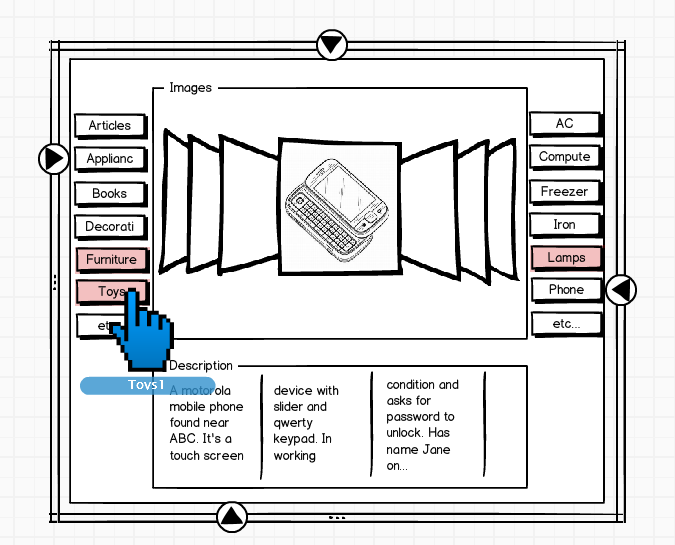 Images
Articles
Applianc
Books
Decorati
Furniture
Toys
et
Toys1
AC
Compute
Freezer
Iron
Lamps
Phone
etc...
Description
A motorola
mobile phone
found near
ABC. It's a
touch screen
device with
slider and
qwerty
keypad. In
working
condition and
asks for
password to
unlock. Has
name Jane
on...